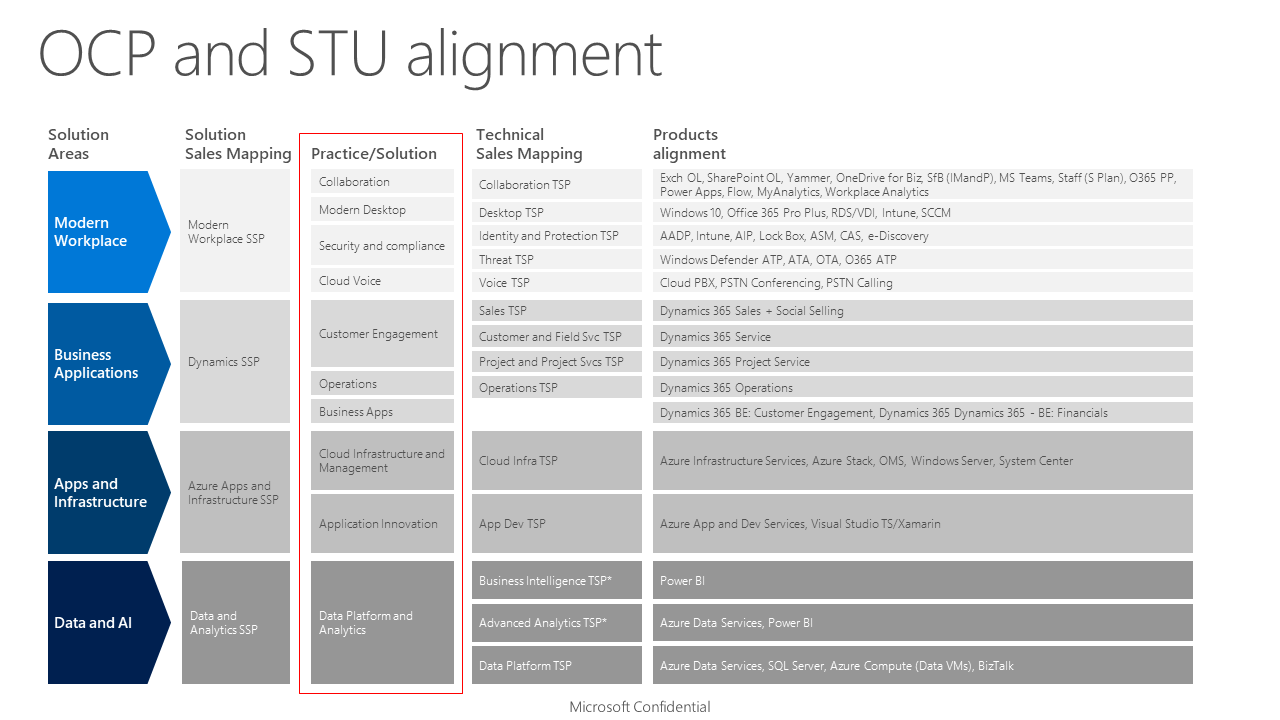 OCP and STU alignment
Solution
Areas
Solution
Sales Mapping
Practice/Solution
Technical
Sales Mapping
Products
alignment
Modern
Workplace
Modern
Workplace SSP
Collaboration
Modern Desktop
Security and compliance
Cloud Voice
Collaboration TSP
Desktop TSP
Identity and Protection TSP
Threat TSP
Voice TSP
Exch OL, SharePoint OL, Yammer, OneDrive for Biz, SfB (IMandP), MS Teams, Staff (S Plan), O365 PP,
Power Apps, Flow, MyAnalytics, Workplace Analytics
Windows 10, Office 365 Pro Plus, RDS/VDI, Intune, SCCM
AADP, Intune, AIP, Lock Box, ASM, CAS, e-Discovery
Windows Defender ATP, ATA, OTA, O365 ATP
Cloud PBX, PSTN Conferencing, PSTN Calling
Business
Applications
Dynamics SSP
Customer Engagement
Operations
Business Apps
Sales TSP
Customer and Field Svc TSP
Project and Project Svcs TSP
Operations TSP
Dynamics 365 Sales + Social Selling
Dynamics 365 Service
Dynamics 365 Project Service
Dynamics 365 Operations
Dynamics 365 BE: Customer Engagement, Dynamics 365 Dynamics 365 - BE: Financials
Apps and
Infrastructure
Azure Apps and
Infrastructure SSP
Cloud Infrastructure and
Management
Application Innovation
Cloud Infra TSP
App Dev TSP
Azure Infrastructure Services, Azure Stack, OMS, Windows Server, System Center
Azure App and Dev Services, Visual Studio TS/Xamarin
Data and AI
Data and
Analytics SSP
Data Platform and
Analytics
Business Intelligence TSP*
Advanced Analytics TSP*
Data Platform TSP
Power BI
Azure Data Services, Power BI
Azure Data Services, SQL Server, Azure Compute (Data VMs), BizTalk
Microsoft Confidential